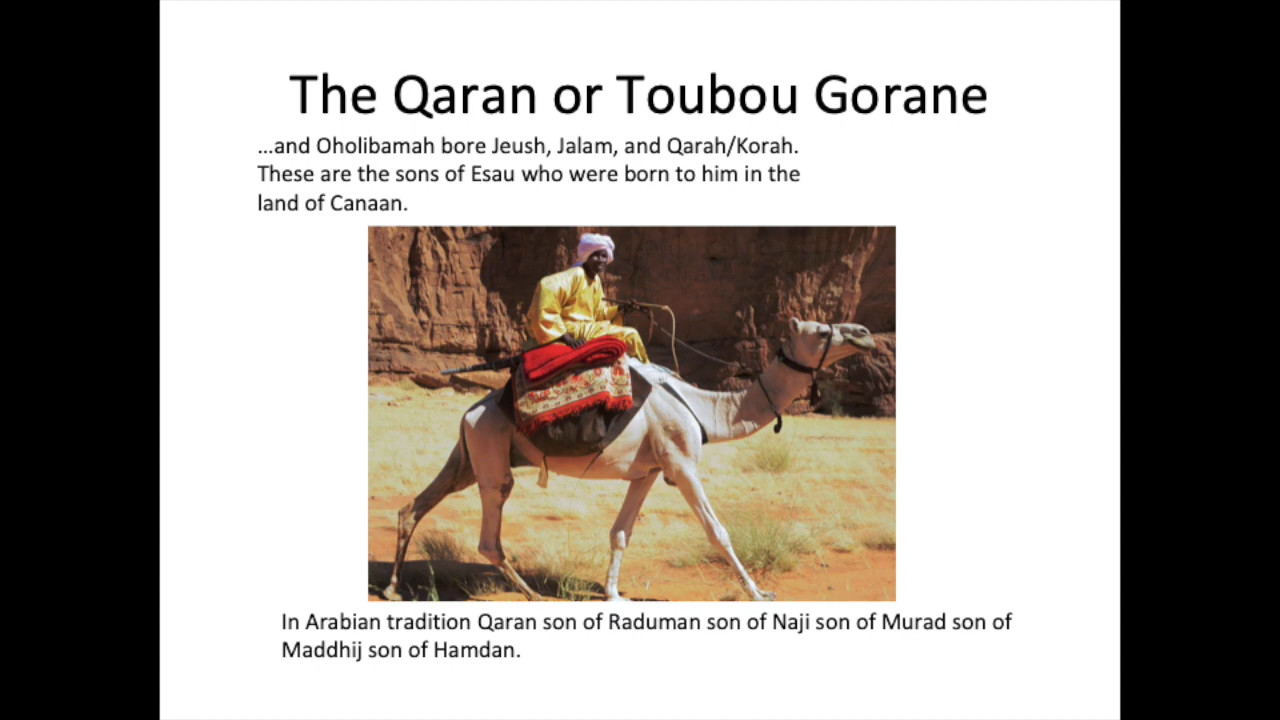 The Qaran or Toubou Gorane
...and Oholibamah bore Jeush, Jalam, and Qarah/Korah.
These are the sons of Esau who were born to him in the
land of Canaan.
In Arabian tradition Qaran son of Raduman son of Naji son of Murad son of
Maddhij son of Hamdan.